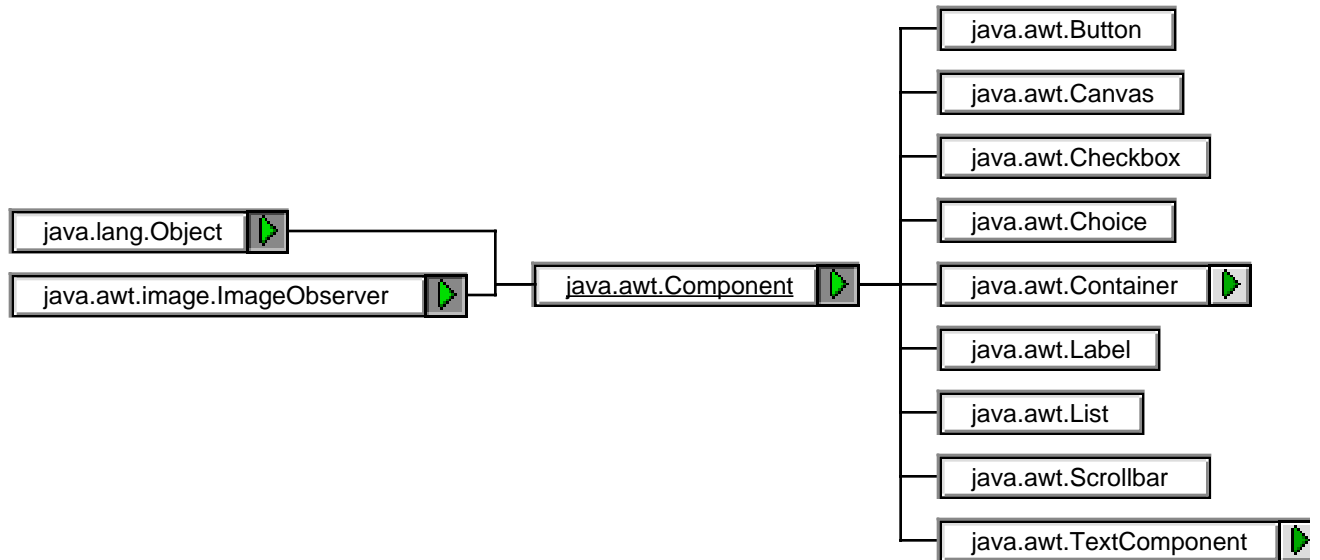 java.lang.Object
java.awt.image.ImageObserver
java.awt.Component
java.awt.Button
java.awt.Canvas
java.awt.Checkbox
java.awt.Choice
java.awt.Container
java.awt.Label
java.awt.List
java.awt.Scrollbar
java.awt.TextComponent